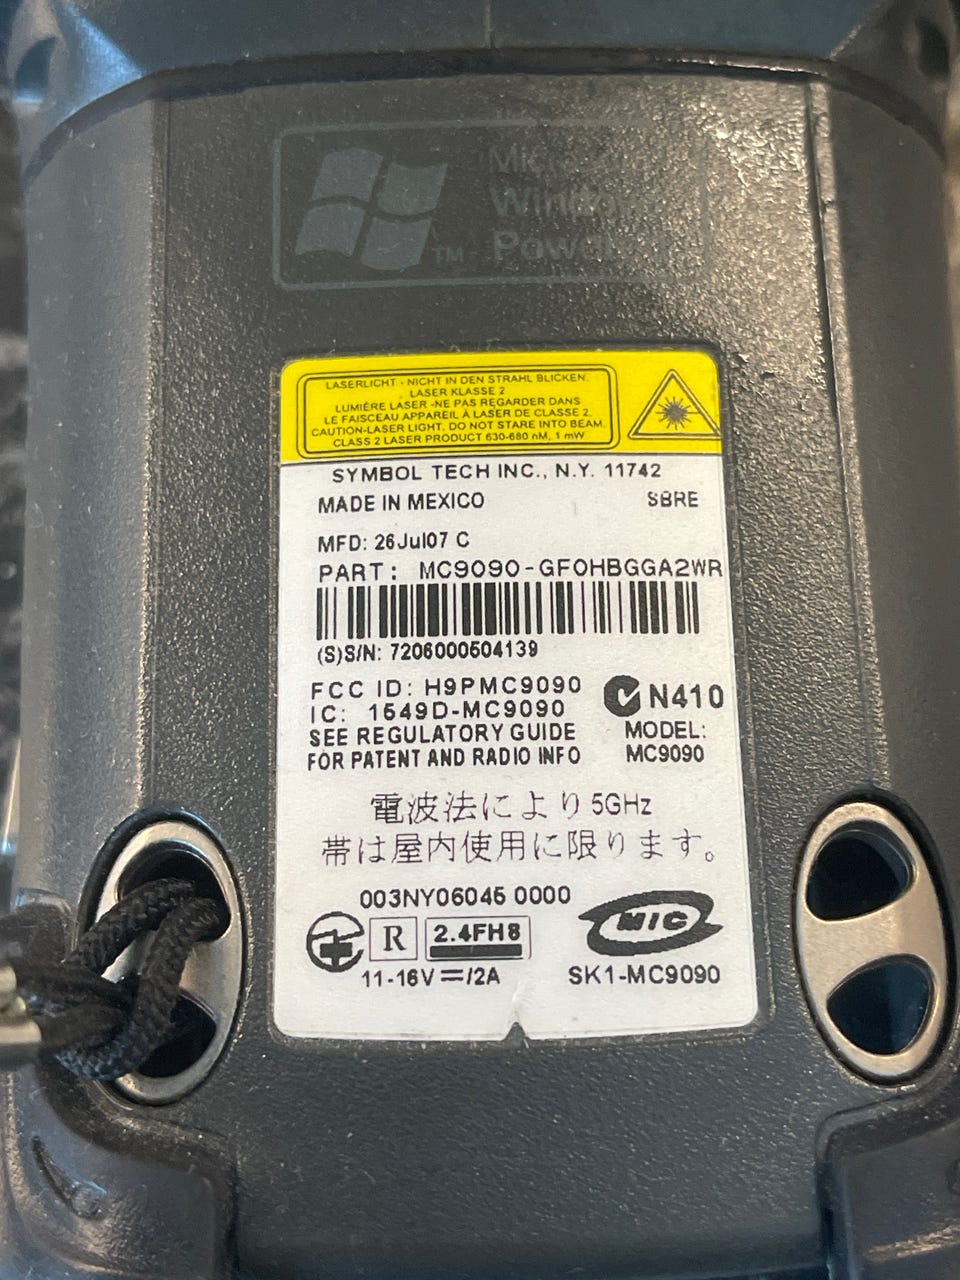 TM
LASERLICHT - NICHT IN DEN STRAHL BLICKEN.
LASER KLASSE 2
LUMIÉRE LASER -NE PAS REGARDER DANS
LE FAISCEAU APPAREIL À LASER DE CLASSE 2.
CAUTION-LASER LIGHT. DO NOT STARE INTO BEAM.
CLASS 2 LASER PRODUCT 630-680 nM, 1 mW
SYMBOL TECH INC., N.Y. 11742
MADE IN MEXICO SBRE
MFD: 26Jul07 C
PART: MC9090-GF0HBGGA2WR
(S)S/N: 7206000504139
FCC ID: H9PMC9090
IC: 1549D-MC9090
SEE REGULATORY GUIDE
FOR PATENT AND RADIO INFO
N410
MODEL:
MC9090
電波法により5GHz
帯は屋内使用に限ります。
003NY06045 0000
R 2.4FH8
11-16V ⎓/2A
MIC
SK1-MC9090